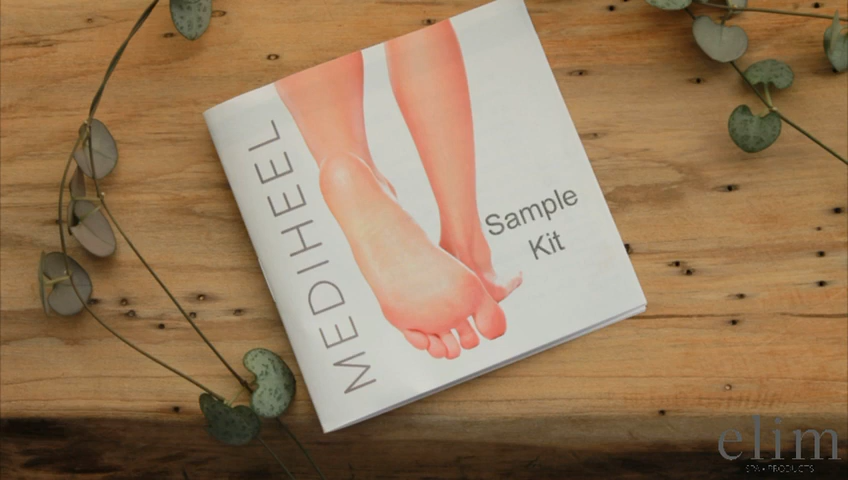 MEDIHEEL
Sample
Kit
elim
SPA • PRODUCTS